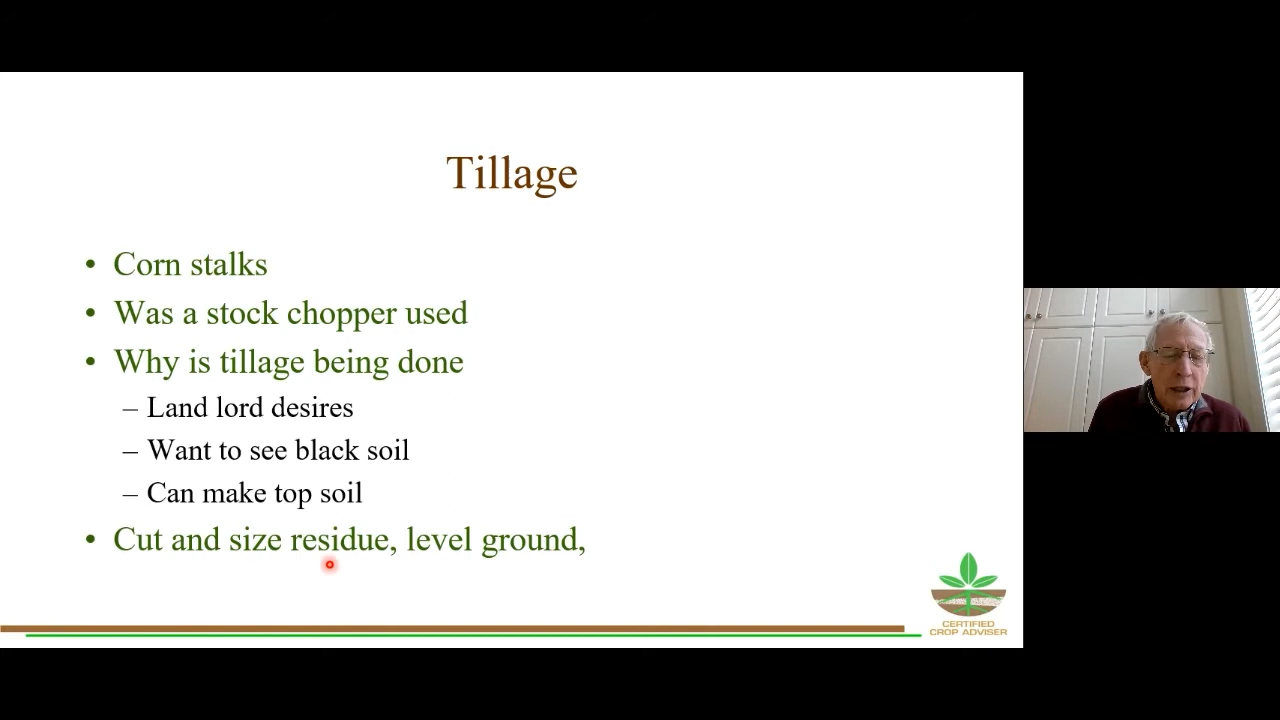 Tillage
• Corn stalks
• Was a stock chopper used
• Why is tillage being done
– Land lord desires
– Want to see black soil
– Can make top soil
• Cut and size residue, level ground,
CERTIFIED
CROP ADVISER